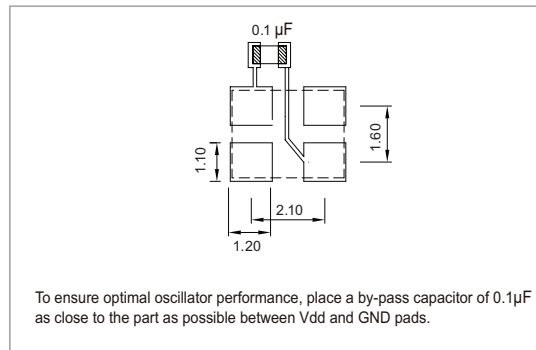 0.1 µF
1.10
1.60
2.10
1.20
To ensure optimal oscillator performance, place a by-pass capacitor of 0.1µF
as close to the part as possible between Vdd and GND pads.